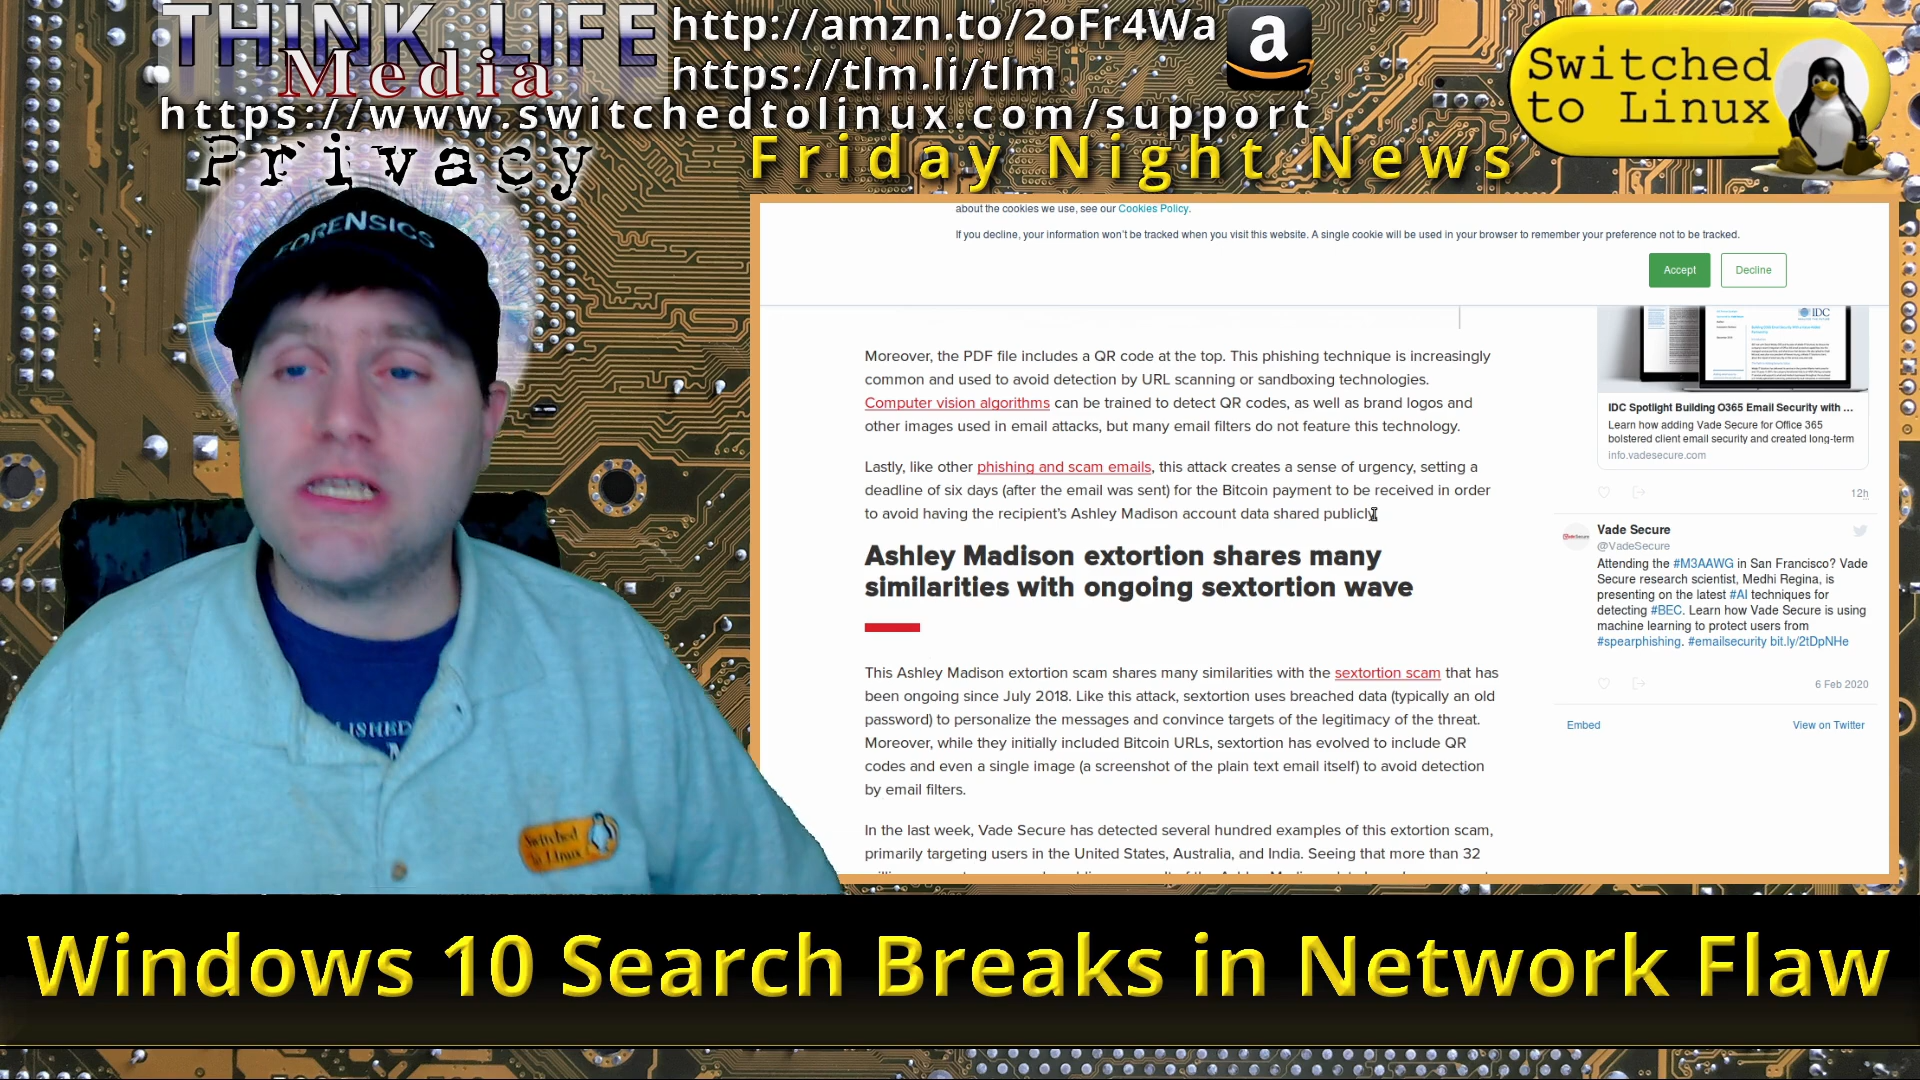 THINK LIFE
Media
http://amzn.to/2oFr4Wa
a
https://tlm.li/tlm
https://www.switchedtolinux.com/support
Switched
to Linux
Privacy
Friday Night News
FORENSICS
about the cookies we use, see our Cookies Policy.
If you decline, your information won't be tracked when you visit this website. A single cookie will be used in your browser to remember your preference not to be tracked.
Accept
Decline
Moreover, the PDF file includes a QR code at the top. This phishing technique is increasingly
common and used to avoid detection by URL scanning or sandboxing technologies.
Computer vision algorithms can be trained to detect QR codes, as well as brand logos and
other images used in email attacks, but many email filters do not feature this technology.
Lastly, like other phishing and scam emails, this attack creates a sense of urgency, setting a
deadline of six days (after the email was sent) for the Bitcoin payment to be received in order
to avoid having the recipient's Ashley Madison account data shared publicly.
Ashley Madison extortion shares many
similarities with ongoing sextortion wave
This Ashley Madison extortion scam shares many similarities with the sextortion scam that has
been ongoing since July 2018. Like this attack, sextortion uses breached data (typically an old
password) to personalize the messages and convince targets of the legitimacy of the threat.
Moreover, while they initially included Bitcoin URLs, sextortion has evolved to include QR
codes and even a single image (a screenshot of the plain text email itself) to avoid detection
by email filters.
In the last week, Vade Secure has detected several hundred examples of this extortion scam,
primarily targeting users in the United States, Australia, and India. Seeing that more than 32
IDC
IDC Spotlight Building O365 Email Security with ...
Learn how adding Vade Secure for Office 365
bolstered client email security and created long-term
info.vadesecure.com
12h
Vade Secure
@VadeSecure
Attending the #M3AAWG in San Francisco? Vade
Secure research scientist, Medhi Regina, is
presenting on the latest #AI techniques for
detecting #BEC. Learn how Vade Secure is using
machine learning to protect users from
#spearphishing. #emailsecurity bit.ly/2tDpNHe
6 Feb 2020
Embed
View on Twitter
Switched
to Linux
Windows 10 Search Breaks in Network Flaw